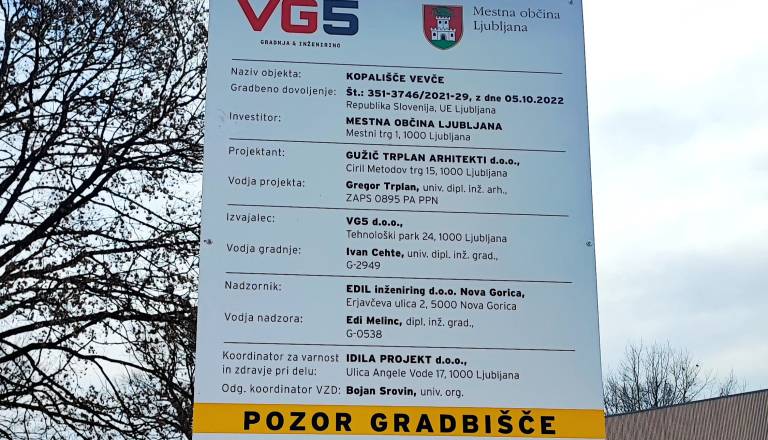 VG5
GRADNJA & INŽENIRING
Mestna občina
Ljubljana
Naziv objekta: KOPALIŠČE VEVČE
Gradbeno dovoljenje: Št.: 351-3746/2021-29, z dne 05.10.2022
Republika Slovenija, UE Ljubljana
Investitor: MESTNA OBČINA LJUBLJANA
Mestni trg 1, 1000 Ljubljana
Projektant: GUŽIČ TRPLAN ARHITEKTI d.o.o.,
Ciril Metodov trg 15, 1000 Ljubljana
Vodja projekta: Gregor Trplan, univ. dipl. inž. arh.,
ZAPS 0895 PA PPN
Izvajalec: VG5 d.o.o.,
Tehnološki park 24, 1000 Ljubljana
Vodja gradnje: Ivan Cehte, univ. dipl. inž. grad.,
G-2949
Nadzornik: EDIL inženiring d.o.o. Nova Gorica,
Erjavčeva ulica 2, 5000 Nova Gorica
Vodja nadzora: Edi Melinc, dipl. inž. grad.,
G-0538
Koordinator za varnost IDILA PROJEKT d.o.o.,
in zdravje pri delu: Ulica Angele Vode 17, 1000 Ljubljana
Odg. koordinator VZD: Bojan Srovin, univ. org.
POZOR GRADBIŠČE